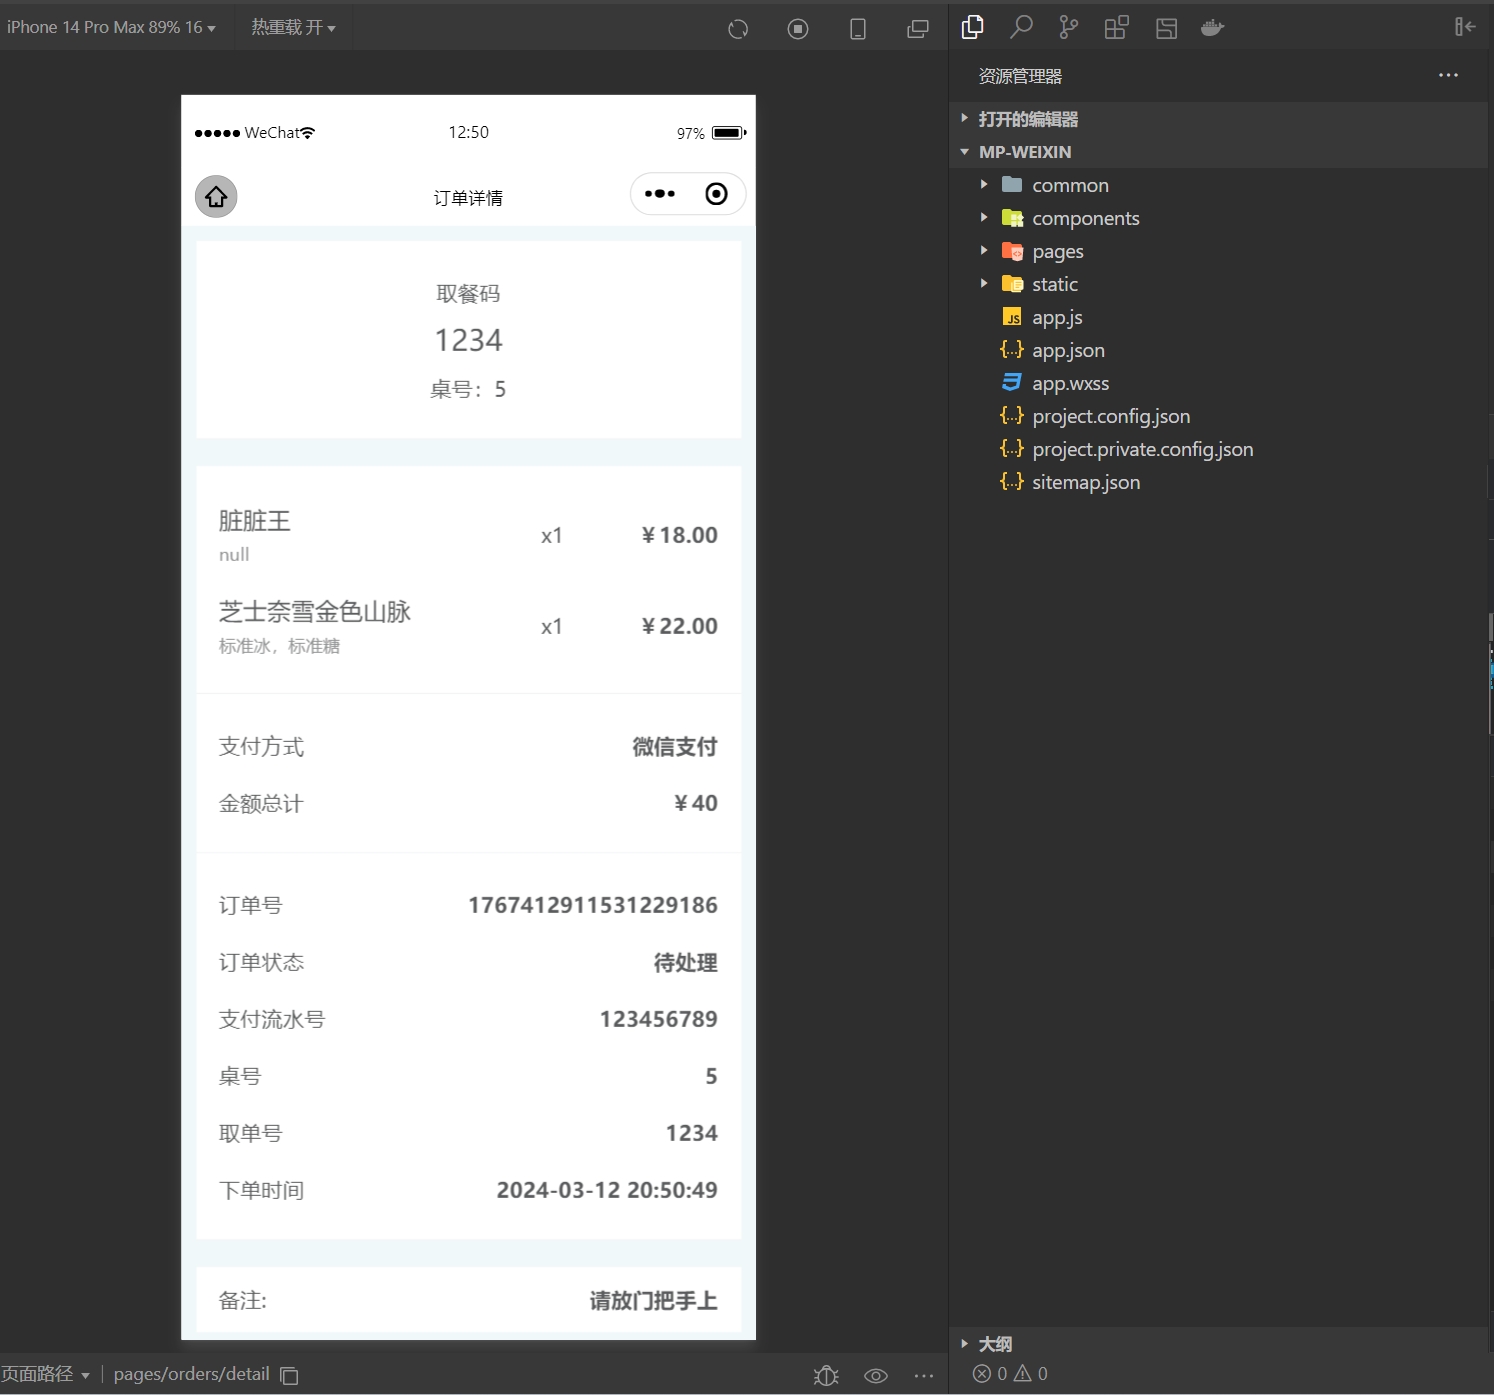 iPhone 14 Pro Max 89% 16
热重载 开
WeChat
12:50
97%
订单详情
取餐码
1234
桌号：5
脏脏王
null
x1
¥18.00
芝士奈雪金色山脉
标准冰，标准糖
x1
¥22.00
支付方式
微信支付
金额总计
¥40
订单号
1767412911531229186
订单状态
待处理
支付流水号
123456789
桌号
5
取单号
1234
下单时间
2024-03-12 20:50:49
备注:
请放门把手上
页面路径
pages/orders/detail
资源管理器
打开的编辑器
MP-WEIXIN
common
components
pages
static
JS app.js
{..} app.json
app.wxss
{..} project.config.json
{..} project.private.config.json
{..} sitemap.json
大纲
0
0